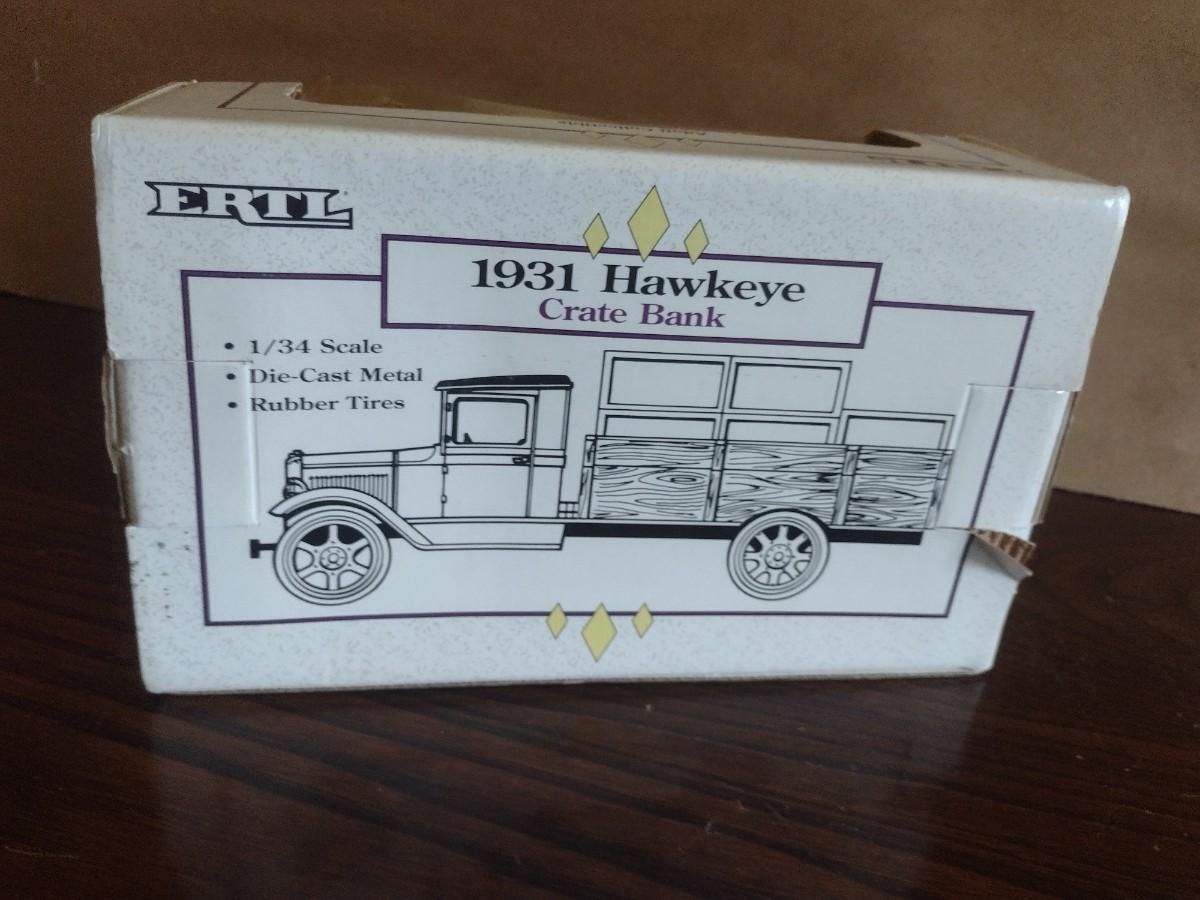 ERTL
1931 Hawkeye
Crate Bank
• 1/34 Scale
• Die-Cast Metal
• Rubber Tires